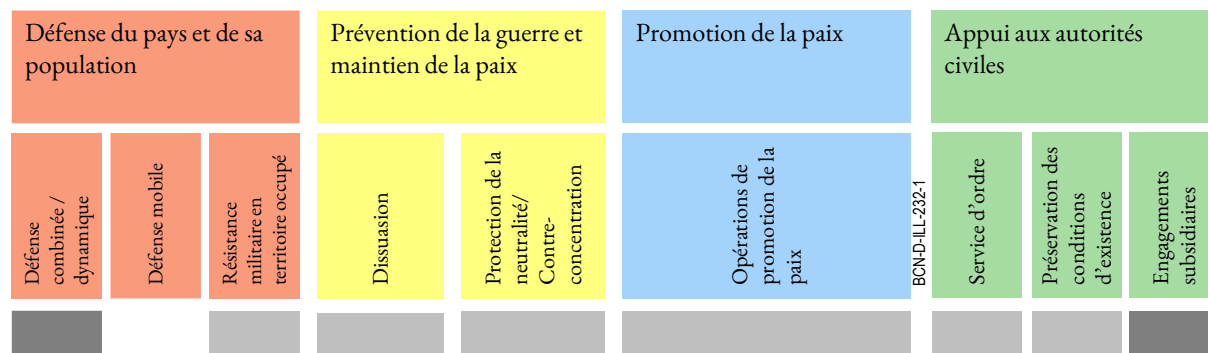 Défense du pays et de sa
population
Prévention de la guerre et
maintien de la paix
Promotion de la paix
Appui aux autorités
civiles
Défense
combinée /
dynamique
Défense mobile
Résistance
militaire en
territoire occupé
Dissuasion
Protection de la
neutralité/
Contre-
concentration
Opérations de
promotion de la
paix
BCN-D-ILL-232-1
Service d'ordre
Préservation des
conditions
d'existence
Engagements
subsidiaires